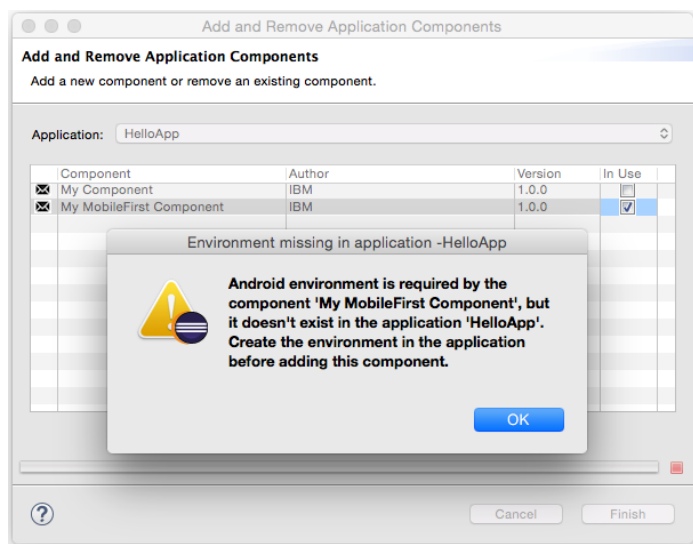 Add and Remove Application Components
Add and Remove Application Components
Add a new component or remove an existing component.
Application: HelloApp
Component Author Version In Use
My Component IBM 1.0.0
My MobileFirst Component IBM 1.0.0
Environment missing in application -HelloApp
Android environment is required by the
component 'My MobileFirst Component', but
it doesn't exist in the application 'HelloApp'.
Create the environment in the application
before adding this component.
OK
? Cancel Finish